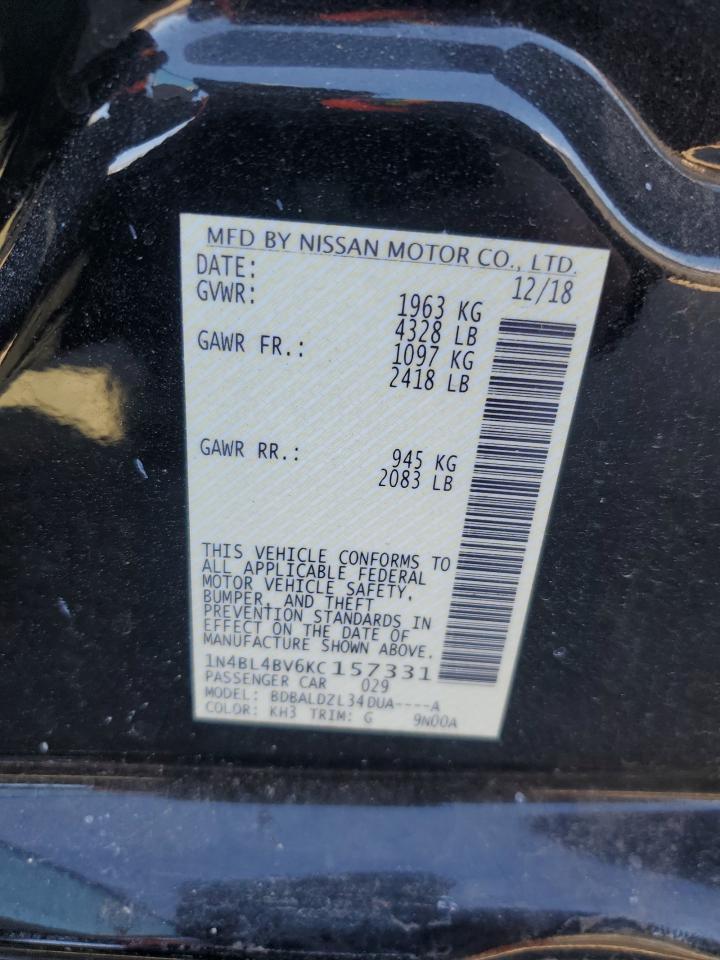 MFD BY NISSAN MOTOR CO., LTD.
DATE: 12/18
GVWR: 1963 KG
4328 LB
GAWR FR.: 1097 KG
2418 LB
GAWR RR.: 945 KG
2083 LB
THIS VEHICLE CONFORMS TO
ALL APPLICABLE FEDERAL
MOTOR VEHICLE SAFETY,
BUMPER, AND THEFT
PREVENTION STANDARDS IN
EFFECT ON THE DATE OF
MANUFACTURE SHOWN ABOVE.
1N4BL4BV6KC157331
PASSENGER CAR 029
MODEL: BDBALDZL34DUA----A
COLOR: KH3 TRIM: G 9N00A